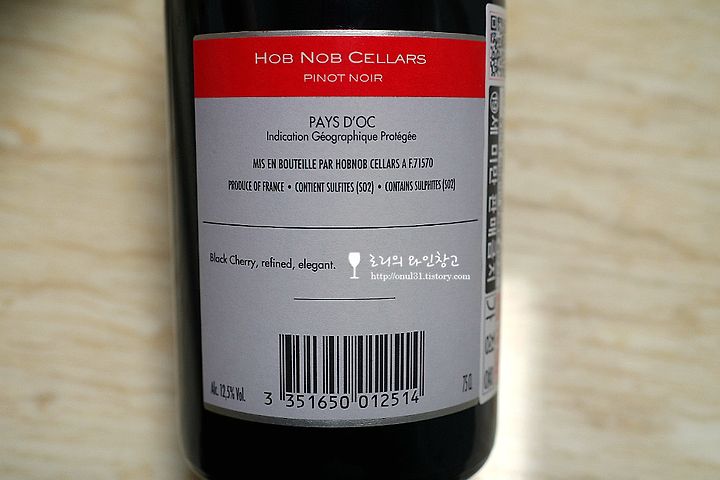 HOB NOB CELLARS
PINOT NOIR
PAYS D'OC
Indication Géographique Protégée
MIS EN BOUTEILLE PAR HOBNOB CELLARS A F.71570
PRODUCE OF FRANCE • CONTIENT SULFITES (SO2) • CONTAINS SULPHITES (SO2)
Black Cherry, refined, elegant.
호리의 와인창고
http://onul31.tistory.com
Alc. 12,5% Vol.
3 351650 012514
75 CL